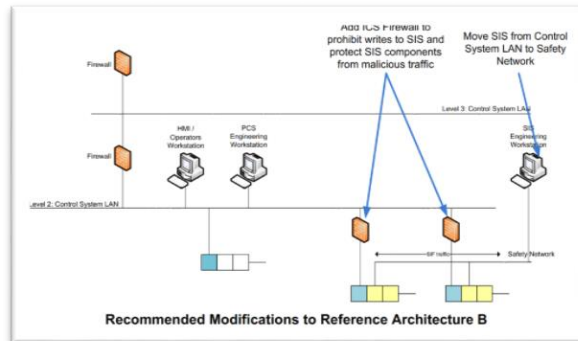 Add ICS Firewall to
prohibit writes to SIS and
protect SIS components
from malicious traffic
Move SIS from Control
System LAN to Safety
Network
Firewall
Level 3: Control System LAN
HMI /
Operators
Workstation
PCS
Engineering
Workstation
SIS
Engineering
Workstation
Firewall
Level 2: Control System LAN
SIF traffic
Safety Network
Recommended Modifications to Reference Architecture B